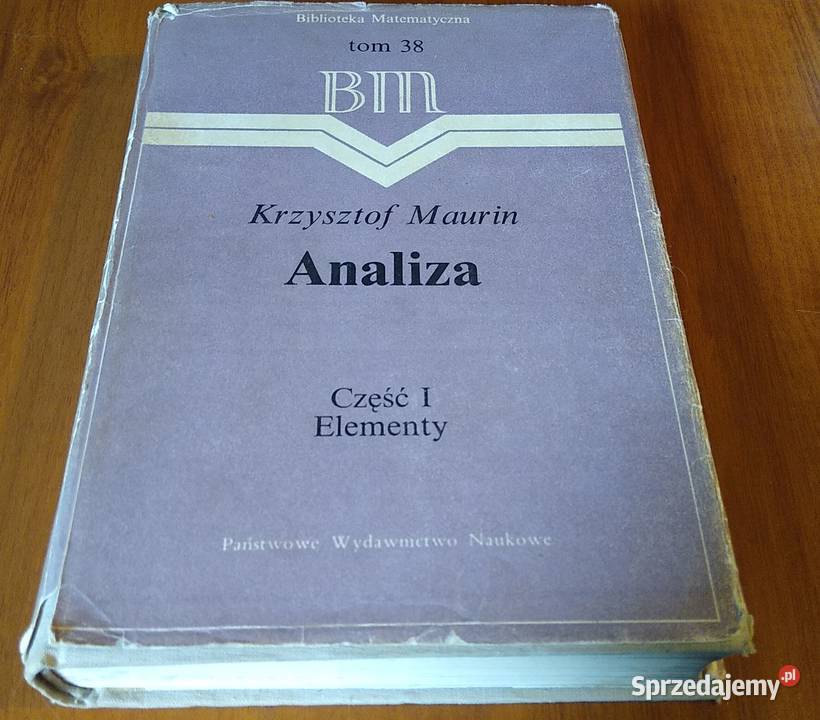 Biblioteka Matematyczna
tom 38
BM
Krzysztof Maurin
Analiza
Część I
Elementy
Państwowe Wydawnictwo Naukowe
Sprzedajemy.pl